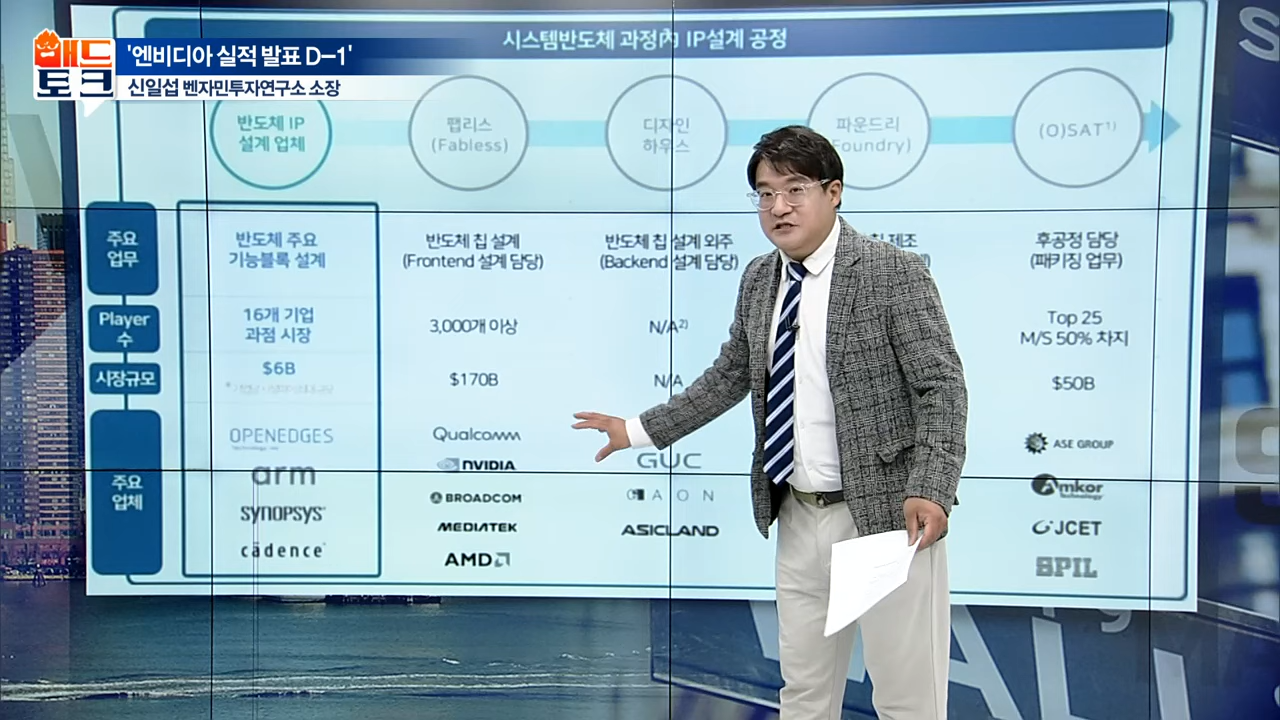 빼드
토크
'엔비디아 실적 발표 D-1'
신일섭 벤자민투자연구소 소장
시스템반도체 과정內 IP설계 공정
반도체 IP
설계 업체
팹리스
(Fabless)
디자인
하우스
파운드리
(Foundry)
(O)SAT1)
주요
업무
반도체 주요
기능블록 설계
반도체 칩 설계
(Frontend 설계 담당)
반도체 칩 설계 외주
(Backend 설계 담당)
칩 제조
후공정 담당
(패키징 업무)
Player
수
16개 기업
과점 시장
3,000개 이상
N/A2)
Top 25
M/S 50% 차지
시장규모
$6B
$170B
N/A
$50B
주요
업체
OPENEDGES
arm
SYNOPSYS
cādence
Qualcomm
NVIDIA
BROADCOM
MEDIATEK
AMD
GUC
GAON
ASICLAND
ASE GROUP
Amkor
Technology
JCET
SPIL